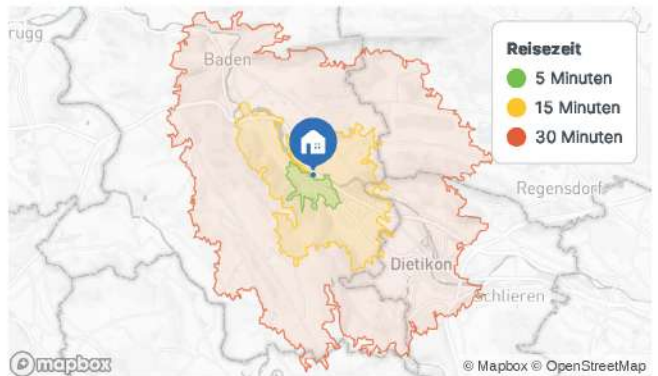 rugg
Baden
Reisezeit
5 Minuten
15 Minuten
30 Minuten
Regensdorf
Dietikon
Schlieren
mapbox
© Mapbox © OpenStreetMap